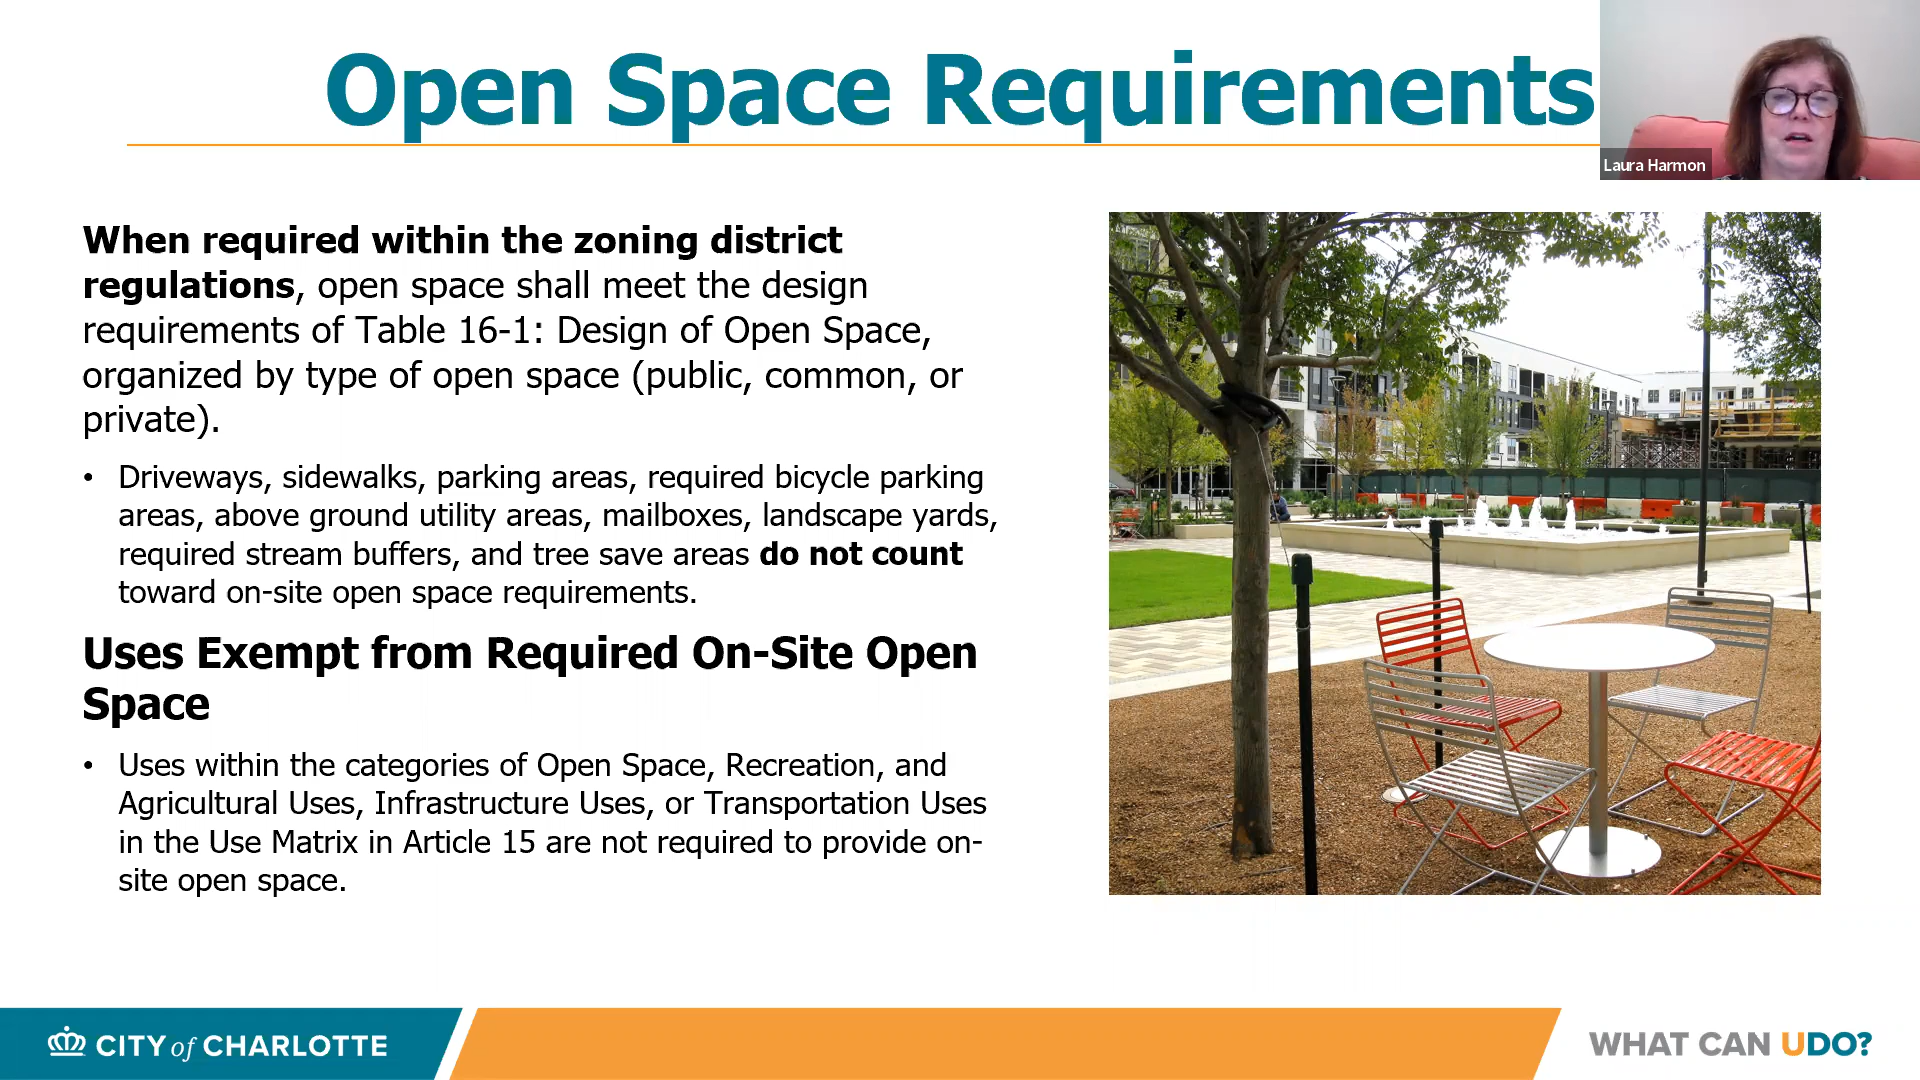 Open Space Requirements
Laura Harmon
When required within the zoning district
regulations, open space shall meet the design
requirements of Table 16-1: Design of Open Space,
organized by type of open space (public, common, or
private).
• Driveways, sidewalks, parking areas, required bicycle parking
areas, above ground utility areas, mailboxes, landscape yards,
required stream buffers, and tree save areas do not count
toward on-site open space requirements.
Uses Exempt from Required On-Site Open
Space
• Uses within the categories of Open Space, Recreation, and
Agricultural Uses, Infrastructure Uses, or Transportation Uses
in the Use Matrix in Article 15 are not required to provide on-
site open space.
CITY of CHARLOTTE
WHAT CAN UDO?